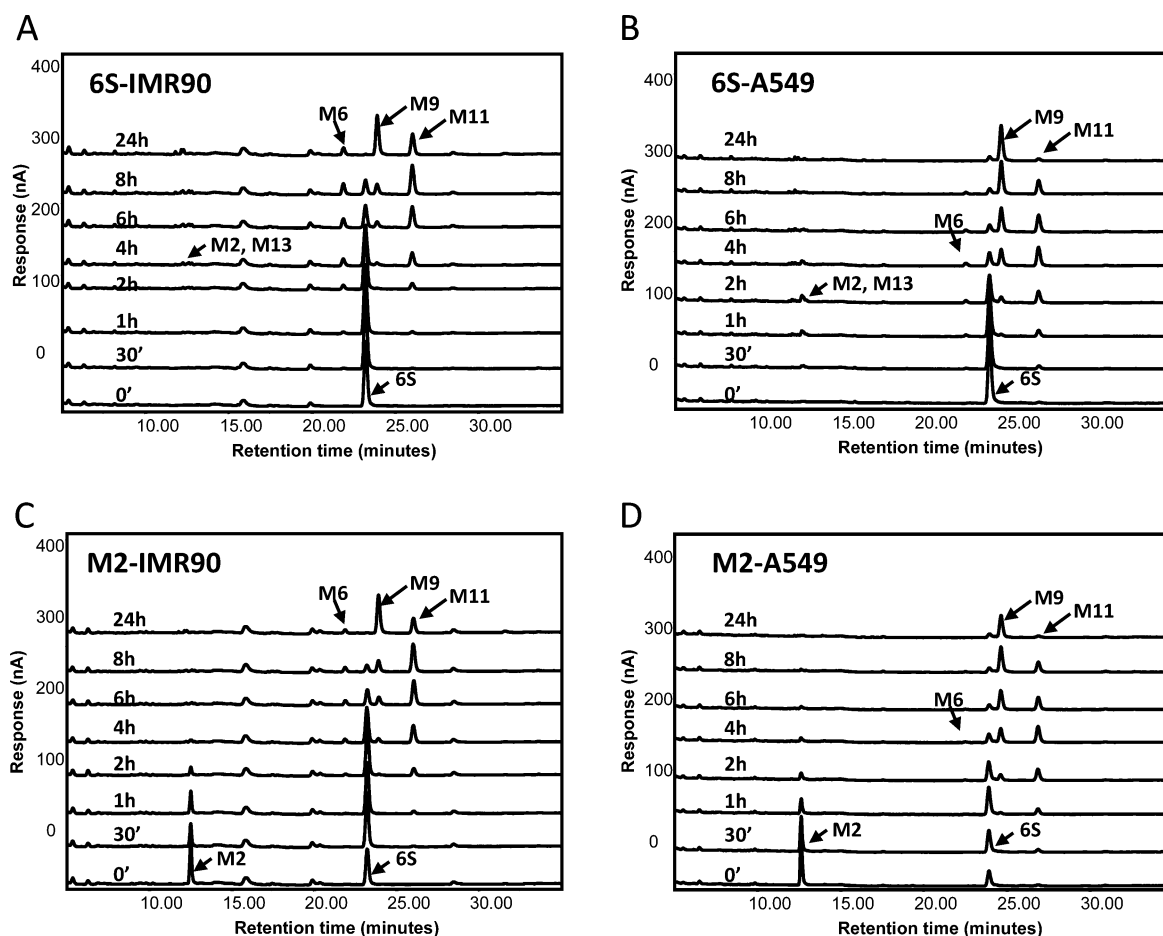 A
6S-IMR90
400
300
200
100
0
Response (nA)
24h
8h
6h
4h
2h
1h
30’
0’
M6
M9
M11
M2, M13
6S
10.00 15.00 20.00 25.00 30.00
Retention time (minutes)
B
6S-A549
400
300
200
100
0
Response (nA)
24h
8h
6h
4h
2h
1h
30’
0’
M9
M11
M6
M2, M13
6S
10.00 15.00 20.00 25.00 30.00
Retention time (minutes)
C
M2-IMR90
400
300
200
100
0
Response (nA)
24h
8h
6h
4h
2h
1h
30’
0’
M6
M9
M11
M2
6S
10.00 15.00 20.00 25.00 30.00
Retention time (minutes)
D
M2-A549
400
300
200
100
0
Response (nA)
24h
8h
6h
4h
2h
1h
30’
0’
M9
M11
M6
M2
6S
10.00 15.00 20.00 25.00 30.00
Retention time (minutes)